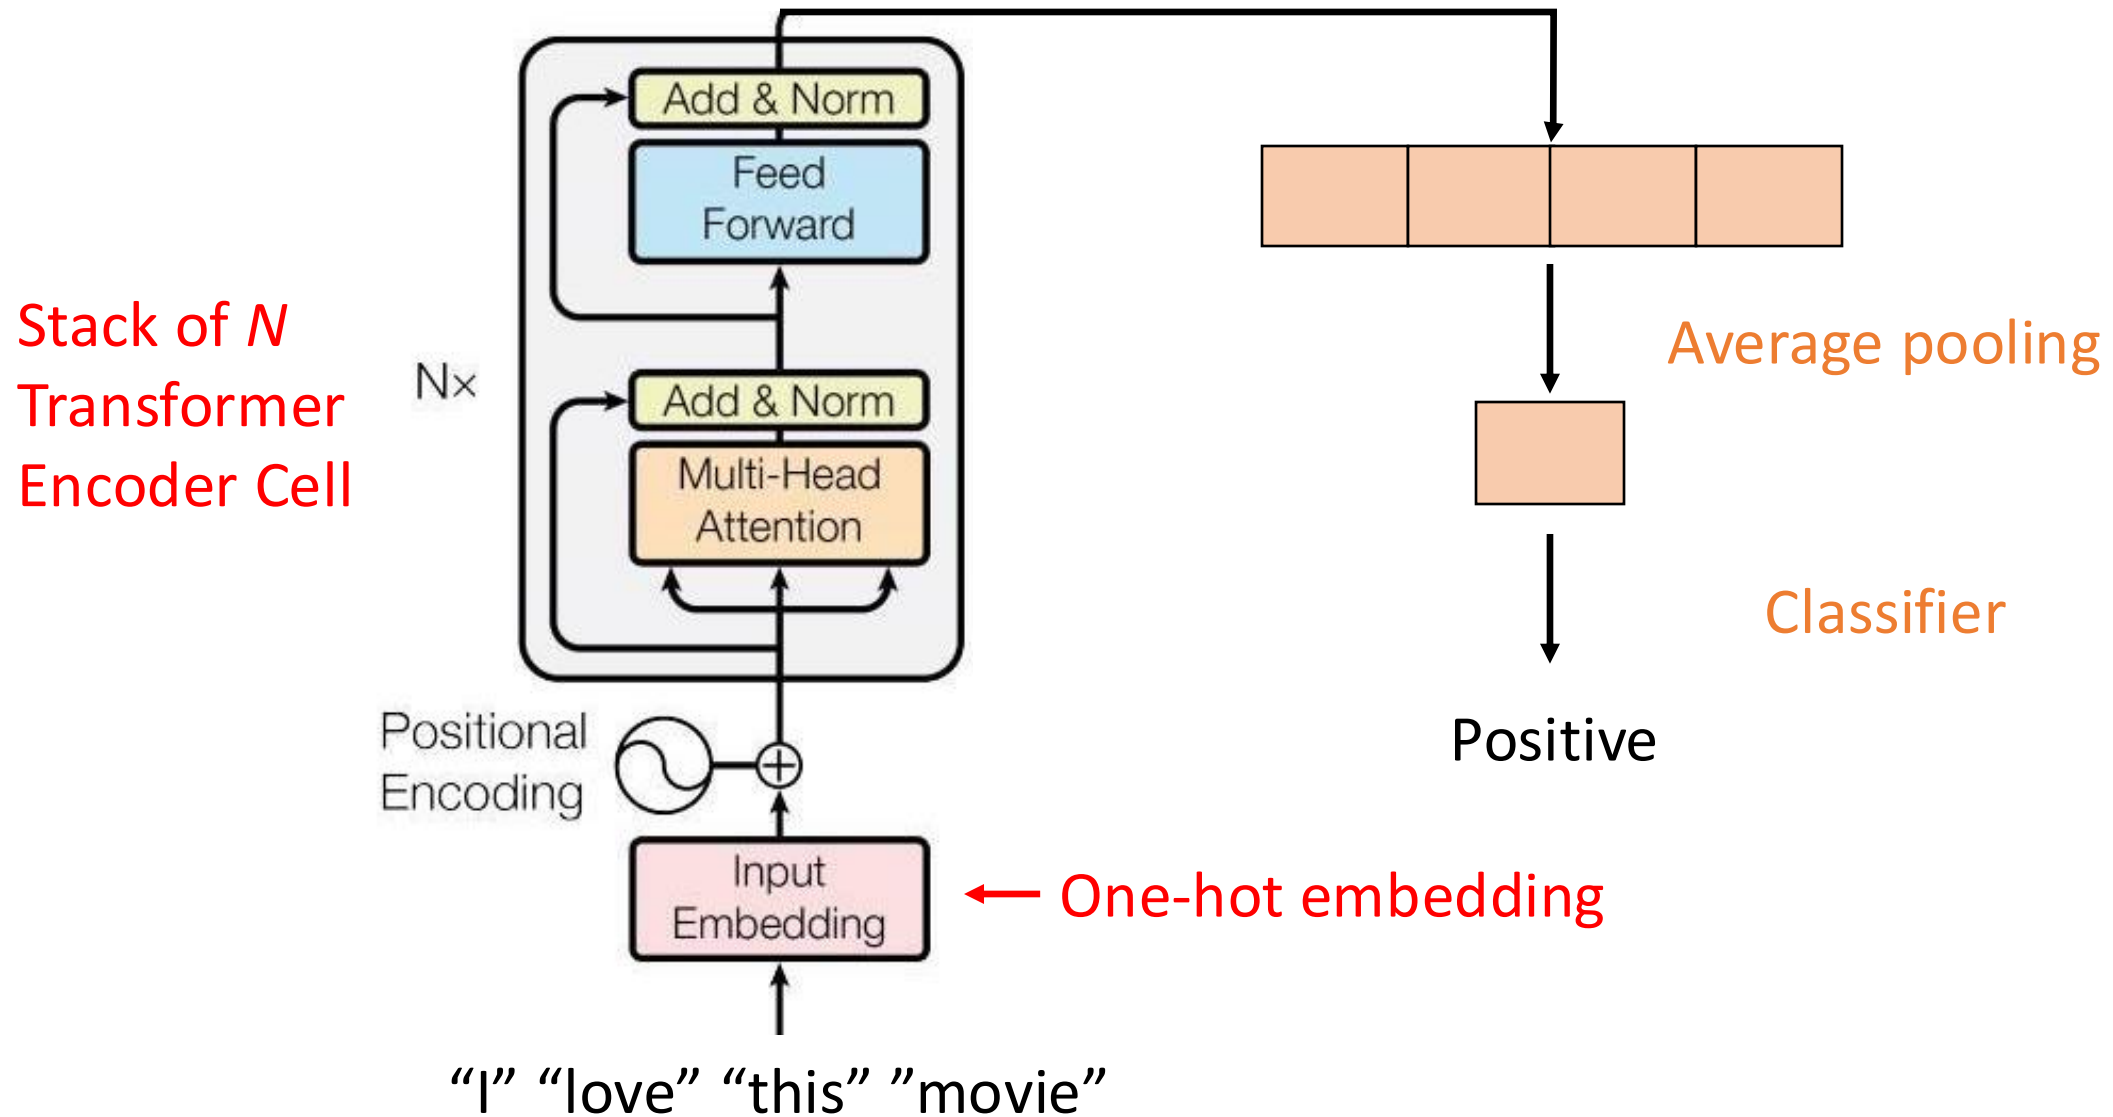 Add & Norm
Feed
Forward
Stack of N
Transformer
Encoder Cell
N×
Add & Norm
Multi-Head
Attention
Positional
Encoding
Input
Embedding
One-hot embedding
“I” “love” “this” ”movie”
Average pooling
Classifier
Positive